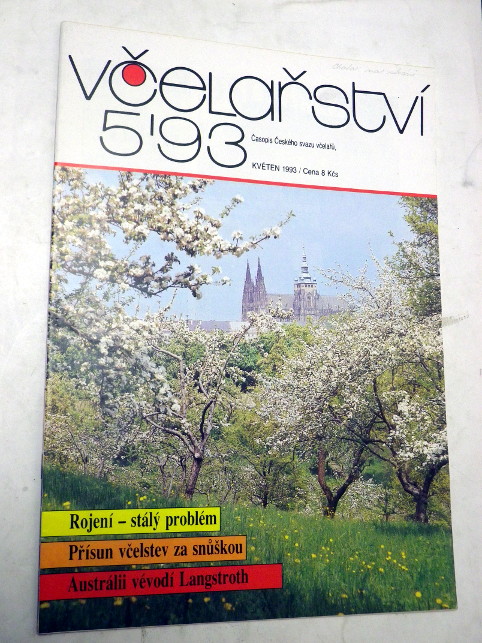 včelařství
5'93
Časopis Českého svazu včelařů,
KVĚTEN 1993 / Cena 8 Kčs
Rojení – stálý problém
Přísun včelstev za snůškou
Austrálii vévodí Langstroth